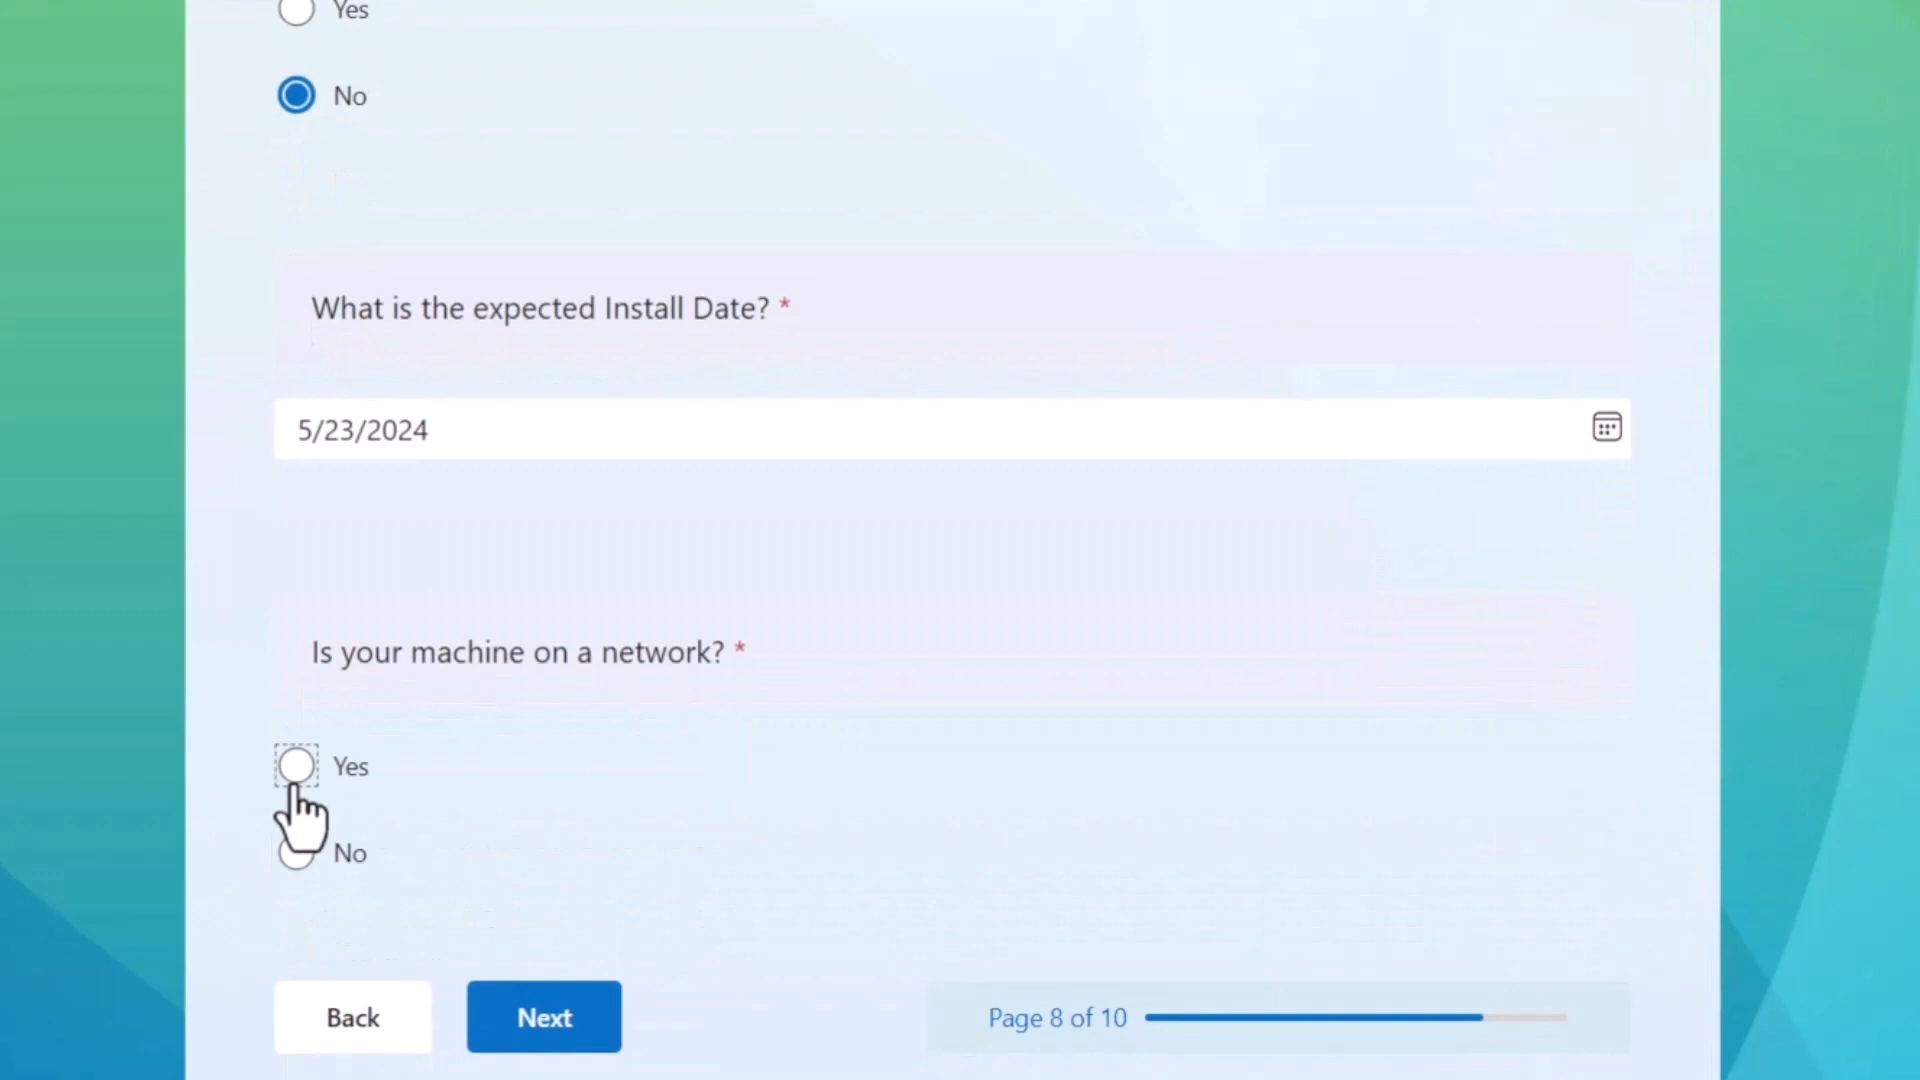 Yes
No
What is the expected Install Date? *
5/23/2024
Is your machine on a network? *
Yes
No
Back
Next
Page 8 of 10